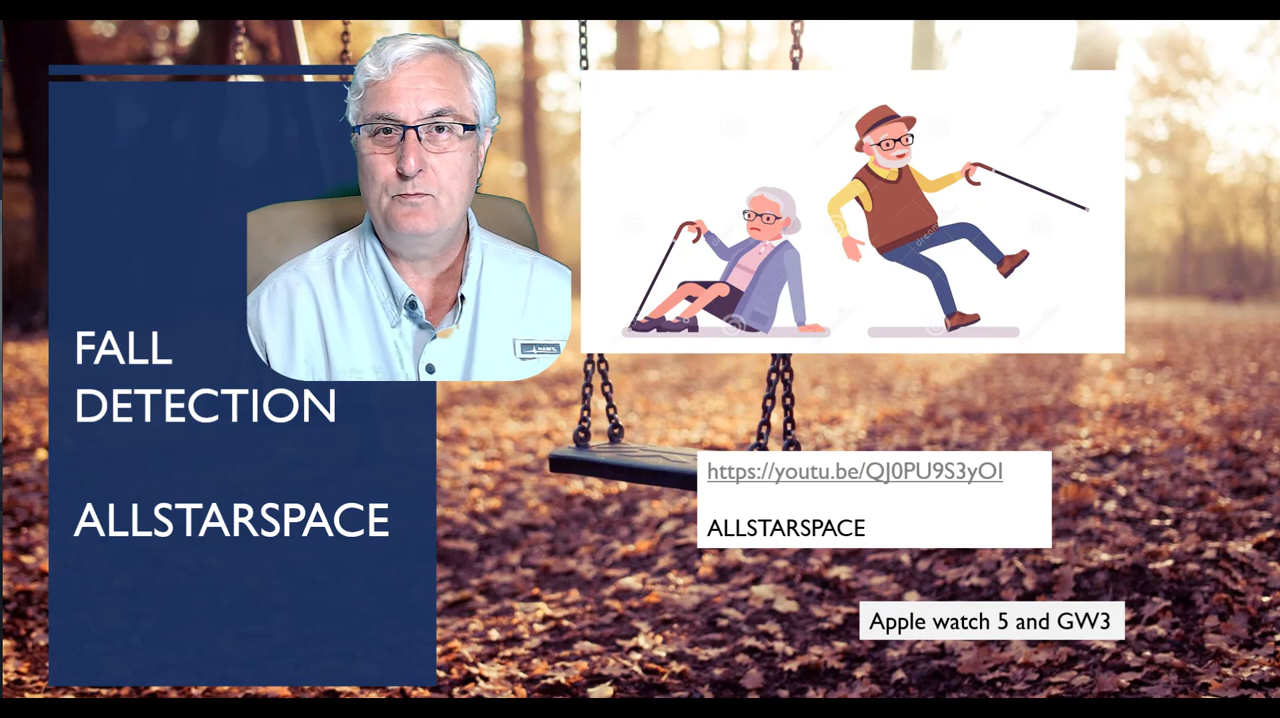 FALL
DETECTION
ALLSTARSPACE
https://youtu.be/QJ0PU9S3yOI
ALLSTARSPACE
Apple watch 5 and GW3